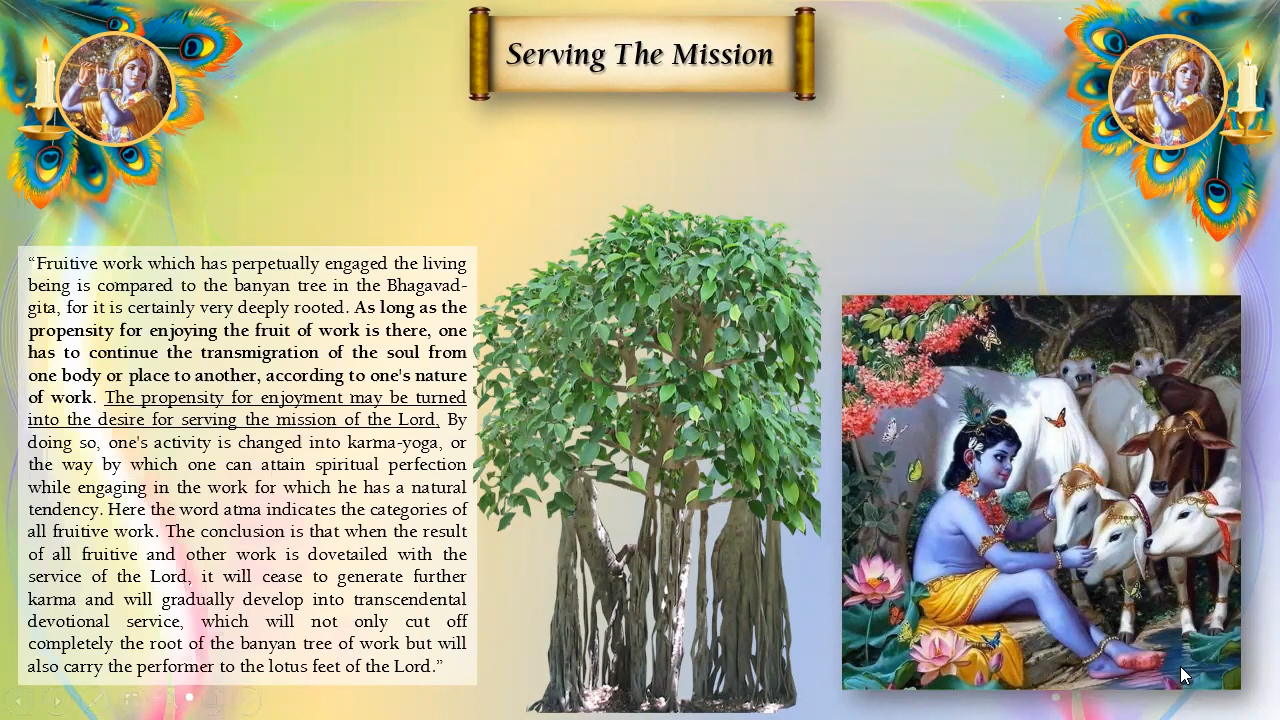 Serving The Mission
“Fruitive work which has perpetually engaged the living
being is compared to the banyan tree in the Bhagavad-
gita, for it is certainly very deeply rooted. As long as the
propensity for enjoying the fruit of work is there, one
has to continue the transmigration of the soul from
one body or place to another, according to one's nature
of work. The propensity for enjoyment may be turned
into the desire for serving the mission of the Lord. By
doing so, one's activity is changed into karma-yoga, or
the way by which one can attain spiritual perfection
while engaging in the work for which he has a natural
tendency. Here the word atma indicates the categories of
all fruitive work. The conclusion is that when the result
of all fruitive and other work is dovetailed with the
service of the Lord, it will cease to generate further
karma and will gradually develop into transcendental
devotional service, which will not only cut off
completely the root of the banyan tree of work but will
also carry the performer to the lotus feet of the Lord.”